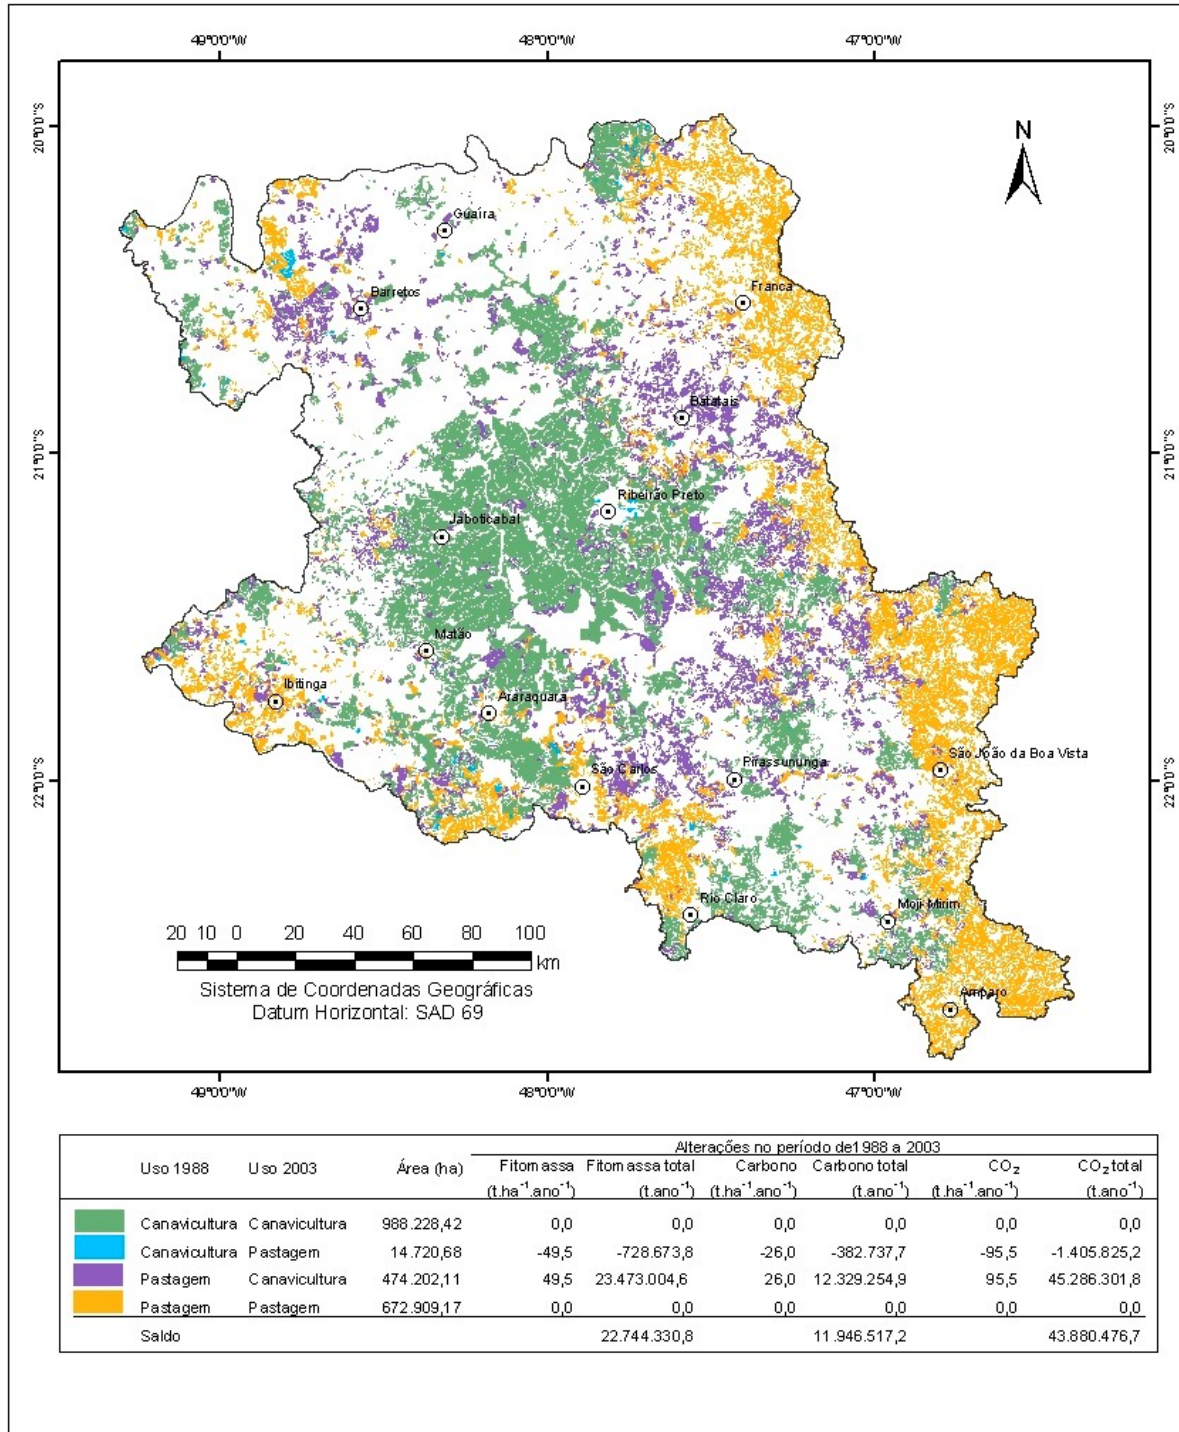 49°0'0"W 48°0'0"W 47°0'0"W
20°0'0"S 20°0'0"S
N
Guaíra
Barretos
Franca
Batatais
21°0'0"S 21°0'0"S
Ribeirão Preto
Jaboticabal
Matão
Ibitinga
Araraquara
São João da Boa Vista
São Carlos
Pirassununga
22°0'0"S 22°0'0"S
Rio Claro
Moji-Mirim
20 10 0 20 40 60 80 100
km
Sistema de Coordenadas Geográficas
Datum Horizontal: SAD 69
Amparo
49°0'0"W 48°0'0"W 47°0'0"W
Alterações no período de1988 a 2003
Uso 1988 Uso 2003 Área (ha) Fitomassa Fitomassa total Carbono Carbono total CO₂ CO₂ total
(t.ha⁻¹.ano⁻¹) (t.ano⁻¹) (t.ha⁻¹.ano⁻¹) (t.ano⁻¹) (t.ha⁻¹.ano⁻¹) (t.ano⁻¹)
Canavicultura Canavicultura 988.228,42 0,0 0,0 0,0 0,0 0,0 0,0
Canavicultura Pastagem 14.720,68 -49,5 -728.673,8 -26,0 -382.737,7 -95,5 -1.405.825,2
Pastagem Canavicultura 474.202,11 49,5 23.473.004,6 26,0 12.329.254,9 95,5 45.286.301,8
Pastagem Pastagem 672.909,17 0,0 0,0 0,0 0,0 0,0 0,0
Saldo 22.744.330,8 11.946.517,2 43.880.476,7